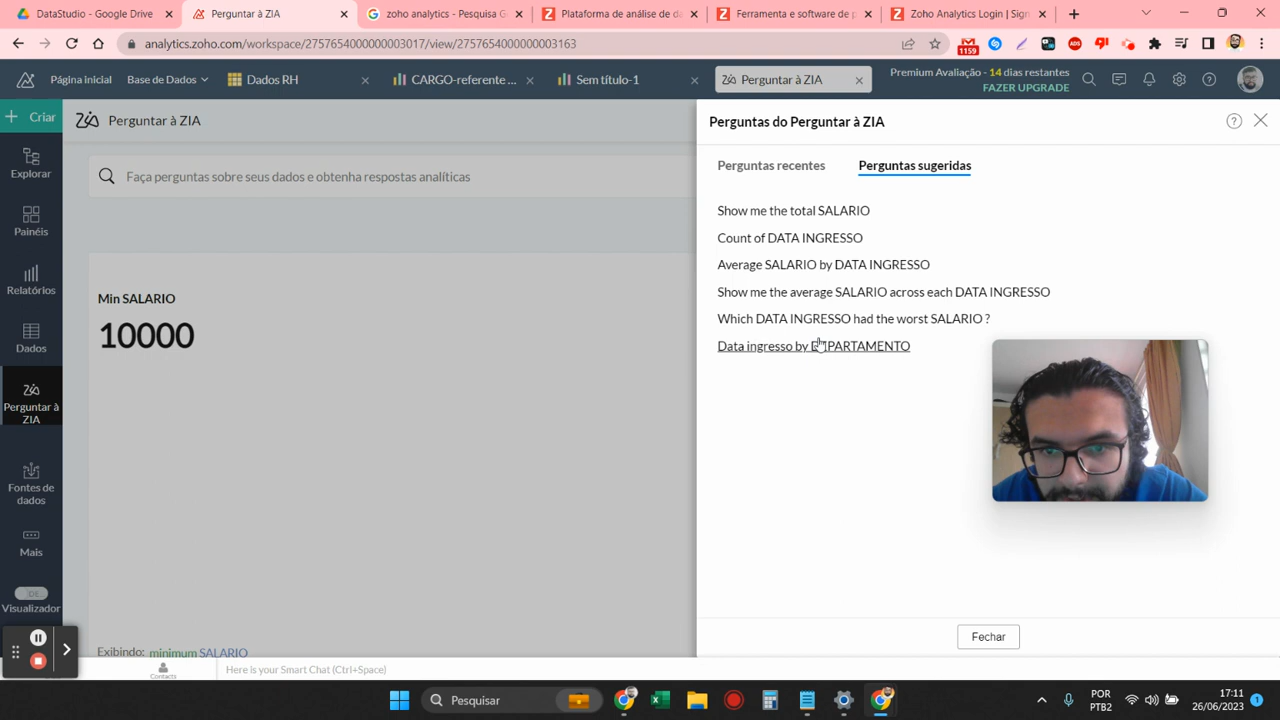 DataStudio - Google Drive
Perguntar à ZIA
zoho analytics - Pesquisa G
Plataforma de análise de da
Ferramenta e software de p
Zoho Analytics Login | Sign
analytics.zoho.com/workspace/2757654000000003017/view/2757654000000003163
1159
ADS
Página inicial
Base de Dados
Dados RH
CARGO-referente ...
Sem título-1
Perguntar à ZIA
Premium Avaliação - 14 dias restantes
FAZER UPGRADE
Criar
Perguntar à ZIA
Perguntas do Perguntar à ZIA
Explorar
Faça perguntas sobre seus dados e obtenha respostas analíticas
Perguntas recentes
Perguntas sugeridas
Painéis
Show me the total SALARIO
Count of DATA INGRESSO
Average SALARIO by DATA INGRESSO
Relatórios
Min SALARIO
Show me the average SALARIO across each DATA INGRESSO
10000
Which DATA INGRESSO had the worst SALARIO ?
Dados
Data ingresso by DEPARTAMENTO
Perguntar à
ZIA
Fontes de
dados
Mais
Visualizador
Exibindo: minimum SALARIO
Fechar
Contacts
Here is your Smart Chat (Ctrl+Space)
Pesquisar
POR
PTB2
17:11
26/06/2023
1